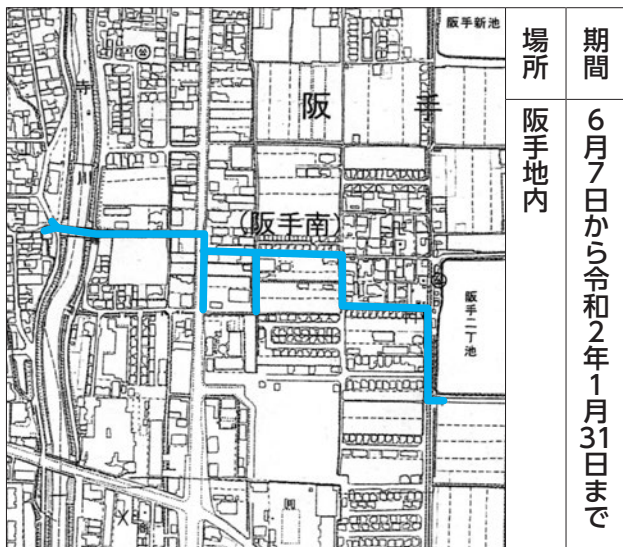 期間
6月7日から令和2年1月31日まで
場所
阪手地内
阪手新池
阪手
寺川
(阪手南)
阪手二丁池